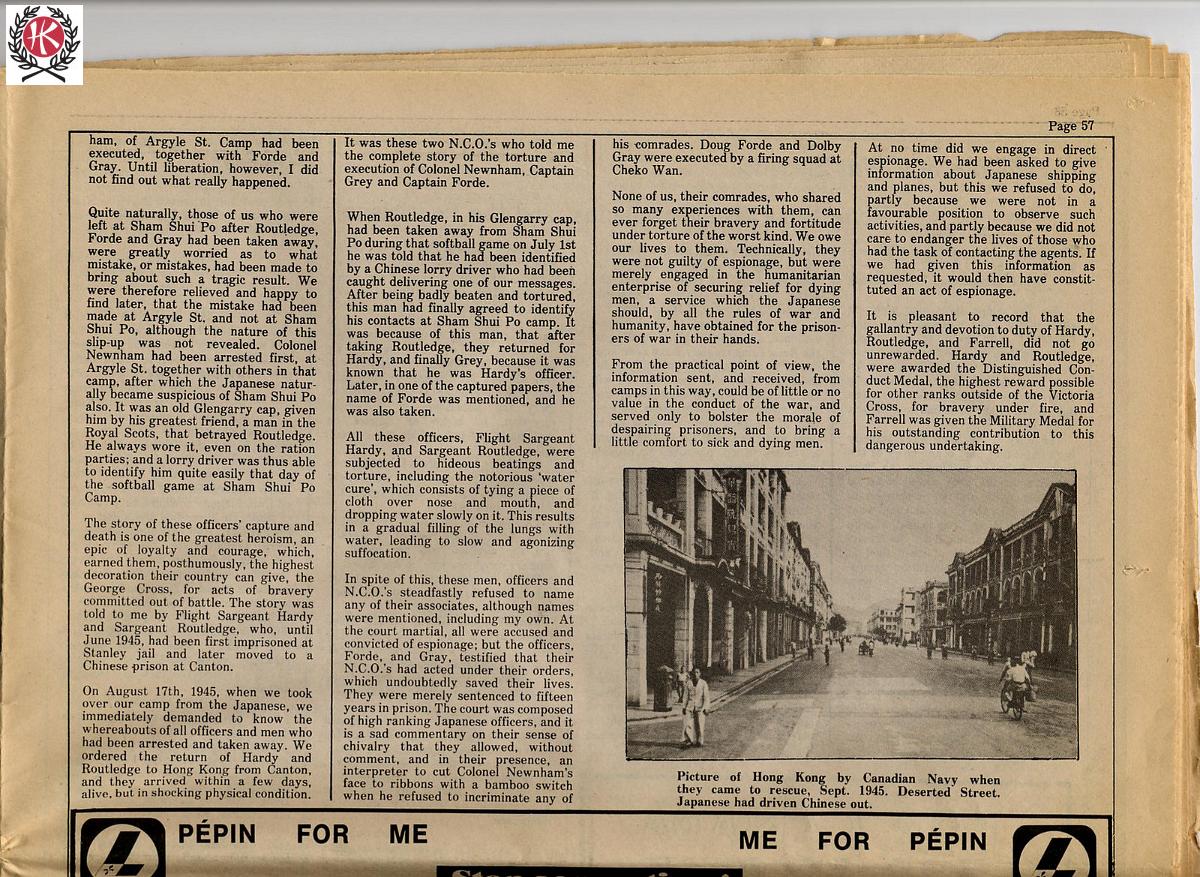 HK
Page 57
ham, of Argyle St. Camp had been
executed, together with Forde and
Gray. Until liberation, however, I did
not find out what really happened.
Quite naturally, those of us who were
left at Sham Shui Po after Routledge,
Forde and Gray had been taken away,
were greatly worried as to what
mistake, or mistakes, had been made to
bring about such a tragic result. We
were therefore relieved and happy to
find later, that the mistake had been
made at Argyle St. and not at Sham
Shui Po, although the nature of this
slip-up was not revealed. Colonel
Newnham had been arrested first, at
Argyle St. together with others in that
camp, after which the Japanese natur-
ally became suspicious of Sham Shui Po
also. It was an old Glengarry cap, given
him by his greatest friend, a man in the
Royal Scots, that betrayed Routledge.
He always wore it, even on the ration
parties; and a lorry driver was thus able
to identify him quite easily that day of
the softball game at Sham Shui Po
Camp.
The story of these officers' capture and
death is one of the greatest heroism, an
epic of loyalty and courage, which,
earned them, posthumously, the highest
decoration their country can give, the
George Cross, for acts of bravery
committed out of battle. The story was
told to me by Flight Sargeant Hardy
and Sargeant Routledge, who, until
June 1945, had been first imprisoned at
Stanley jail and later moved to a
Chinese prison at Canton.
On August 17th, 1945, when we took
over our camp from the Japanese, we
immediately demanded to know the
whereabouts of all officers and men who
had been arrested and taken away. We
ordered the return of Hardy and
Routledge to Hong Kong from Canton,
and they arrived within a few days,
alive, but in shocking physical condition.
It was these two N.C.O.'s who told me
the complete story of the torture and
execution of Colonel Newnham, Captain
Grey and Captain Forde.
When Routledge, in his Glengarry cap,
had been taken away from Sham Shui
Po during that softball game on July 1st
he was told that he had been identified
by a Chinese lorry driver who had been
caught delivering one of our messages.
After being badly beaten and tortured,
this man had finally agreed to identify
his contacts at Sham Shui Po camp. It
was because of this man, that after
taking Routledge, they returned for
Hardy, and finally Grey, because it was
known that he was Hardy's officer.
Later, in one of the captured papers, the
name of Forde was mentioned, and he
was also taken.
All these officers, Flight Sargeant
Hardy, and Sargeant Routledge, were
subjected to hideous beatings and
torture, including the notorious 'water
cure', which consists of tying a piece of
cloth over nose and mouth, and
dropping water slowly on it. This results
in a gradual filling of the lungs with
water, leading to slow and agonizing
suffocation.
In spite of this, these men, officers and
N.C.O.'s steadfastly refused to name
any of their associates, although names
were mentioned, including my own. At
the court martial, all were accused and
convicted of espionage; but the officers,
Forde, and Gray, testified that their
N.C.O.'s had acted under their orders,
which undoubtedly saved their lives.
They were merely sentenced to fifteen
years in prison. The court was composed
of high ranking Japanese officers, and it
is a sad commentary on their sense of
chivalry that they allowed, without
comment, and in their presence, an
interpreter to cut Colonel Newnham's
face to ribbons with a bamboo switch
when he refused to incriminate any of
his comrades. Doug Forde and Dolby
Gray were executed by a firing squad at
Cheko Wan.
None of us, their comrades, who shared
so many experiences with them, can
ever forget their bravery and fortitude
under torture of the worst kind. We owe
our lives to them. Technically, they
were not guilty of espionage, but were
merely engaged in the humanitarian
enterprise of securing relief for dying
men, a service which the Japanese
should, by all the rules of war and
humanity, have obtained for the prison-
ers of war in their hands.
From the practical point of view, the
information sent, and received, from
camps in this way, could be of little or no
value in the conduct of the war, and
served only to bolster the morale of
despairing prisoners, and to bring a
little comfort to sick and dying men.
At no time did we engage in direct
espionage. We had been asked to give
information about Japanese shipping
and planes, but this we refused to do,
partly because we were not in a
favourable position to observe such
activities, and partly because we did not
care to endanger the lives of those who
had the task of contacting the agents. If
we had given this information as
requested, it would then have constit-
tuted an act of espionage.
It is pleasant to record that the
gallantry and devotion to duty of Hardy,
Routledge, and Farrell, did not go
unrewarded. Hardy and Routledge,
were awarded the Distinguished Con-
duct Medal, the highest reward possible
for other ranks outside of the Victoria
Cross, for bravery under fire, and
Farrell was given the Military Medal for
his outstanding contribution to this
dangerous undertaking.
Picture of Hong Kong by Canadian Navy when
they came to rescue, Sept. 1945. Deserted Street.
Japanese had driven Chinese out.
PÉPIN FOR ME
ME FOR PÉPIN